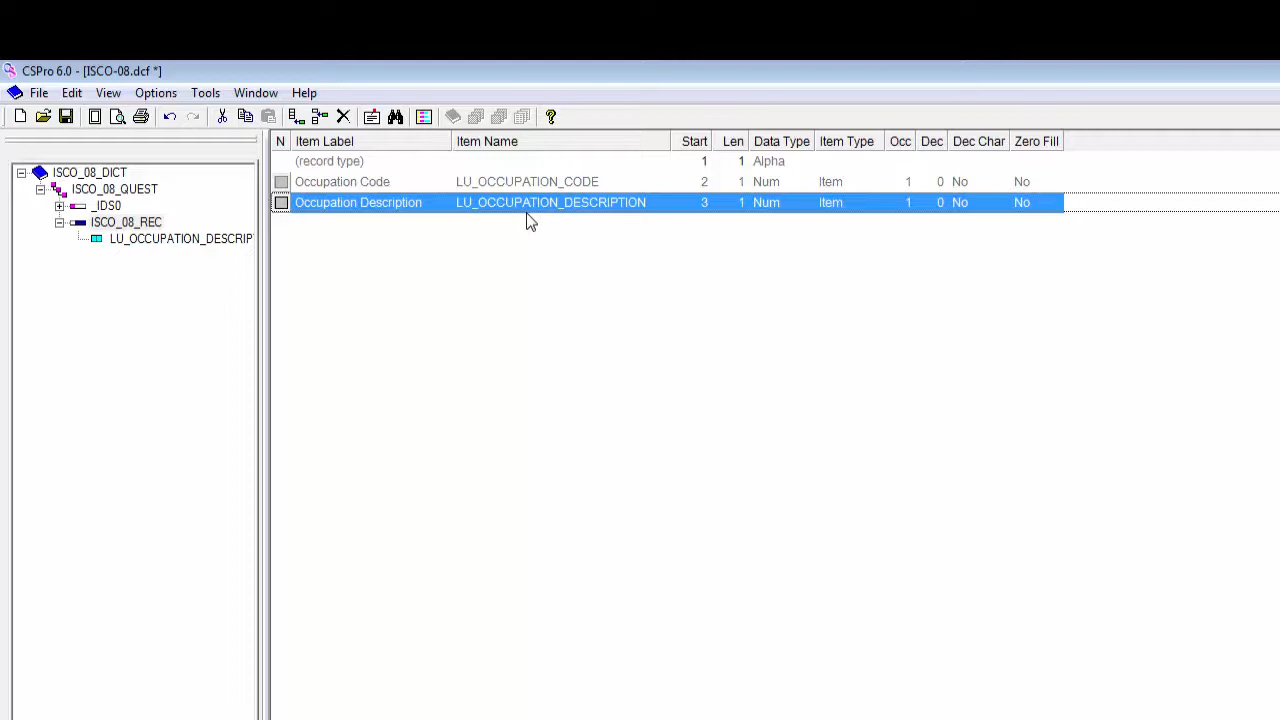 CSPro 6.0 - [ISCO-08.dcf *]
File Edit View Options Tools Window Help
N Item Label Item Name Start Len Data Type Item Type Occ Dec Dec Char Zero Fill
(record type) 1 1 Alpha
Occupation Code LU_OCCUPATION_CODE 2 1 Num Item 1 0 No No
Occupation Description LU_OCCUPATION_DESCRIPTION 3 1 Num Item 1 0 No No
ISCO_08_DICT
ISCO_08_QUEST
_IDS0
ISCO_08_REC
LU_OCCUPATION_DESCRIP